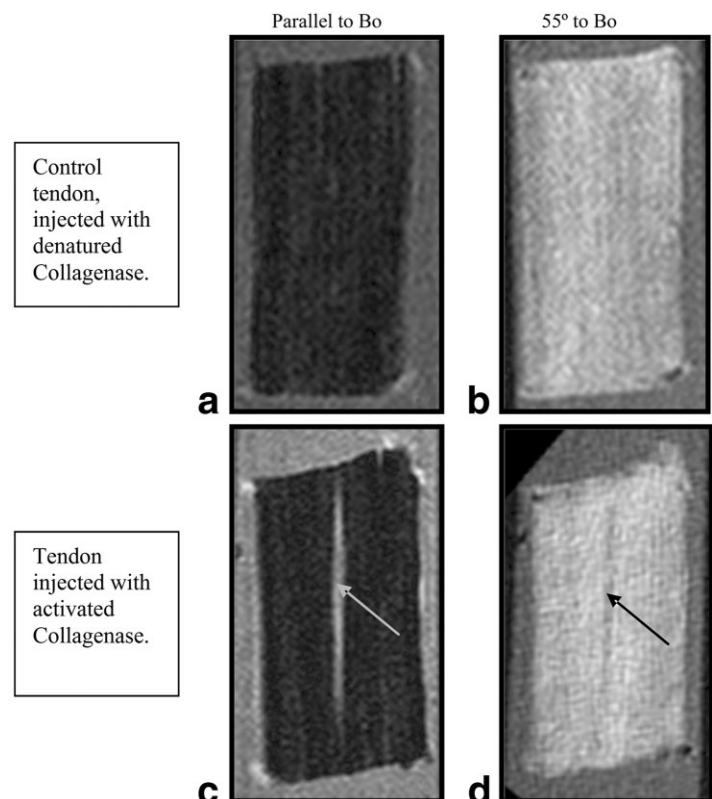 Parallel to Bo
55º to Bo
Control
tendon,
injected with
denatured
Collagenase.
a
b
Tendon
injected with
activated
Collagenase.
c
d